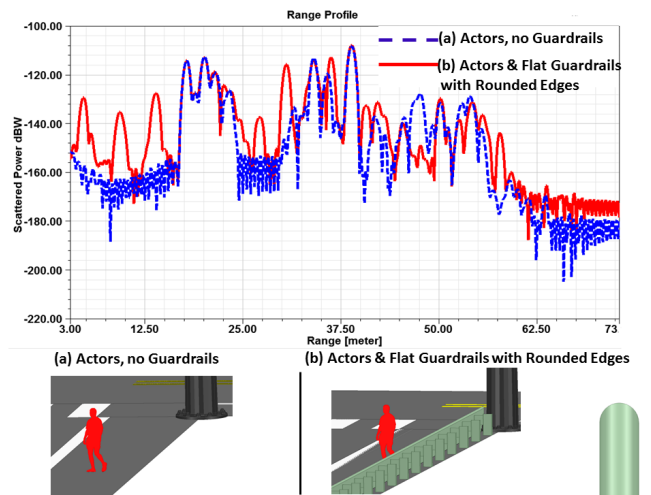 Range Profile
-100.00
-120.00
-140.00
-160.00
-180.00
-200.00
-220.00
Scattered Power dBW
(a) Actors, no Guardrails
(b) Actors & Flat Guardrails
with Rounded Edges
3.00 12.50 25.00 37.50 50.00 62.50 73
Range [meter]
(a) Actors, no Guardrails
(b) Actors & Flat Guardrails with Rounded Edges